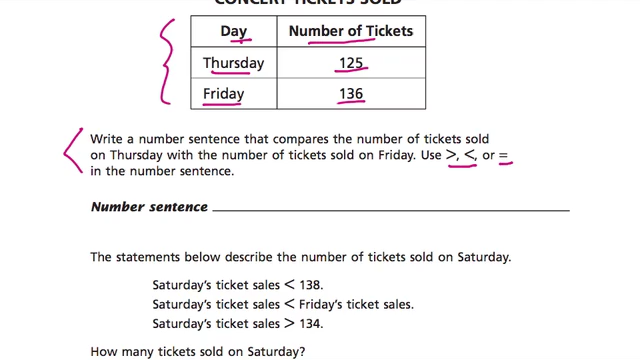 CONCERT TICKETS SOLD
Day Number of Tickets
Thursday 125
Friday 136
Write a number sentence that compares the number of tickets sold
on Thursday with the number of tickets sold on Friday. Use >, <, or =
in the number sentence.
Number sentence
The statements below describe the number of tickets sold on Saturday.
Saturday's ticket sales < 138.
Saturday's ticket sales < Friday's ticket sales.
Saturday's ticket sales > 134.
How many tickets sold on Saturday?